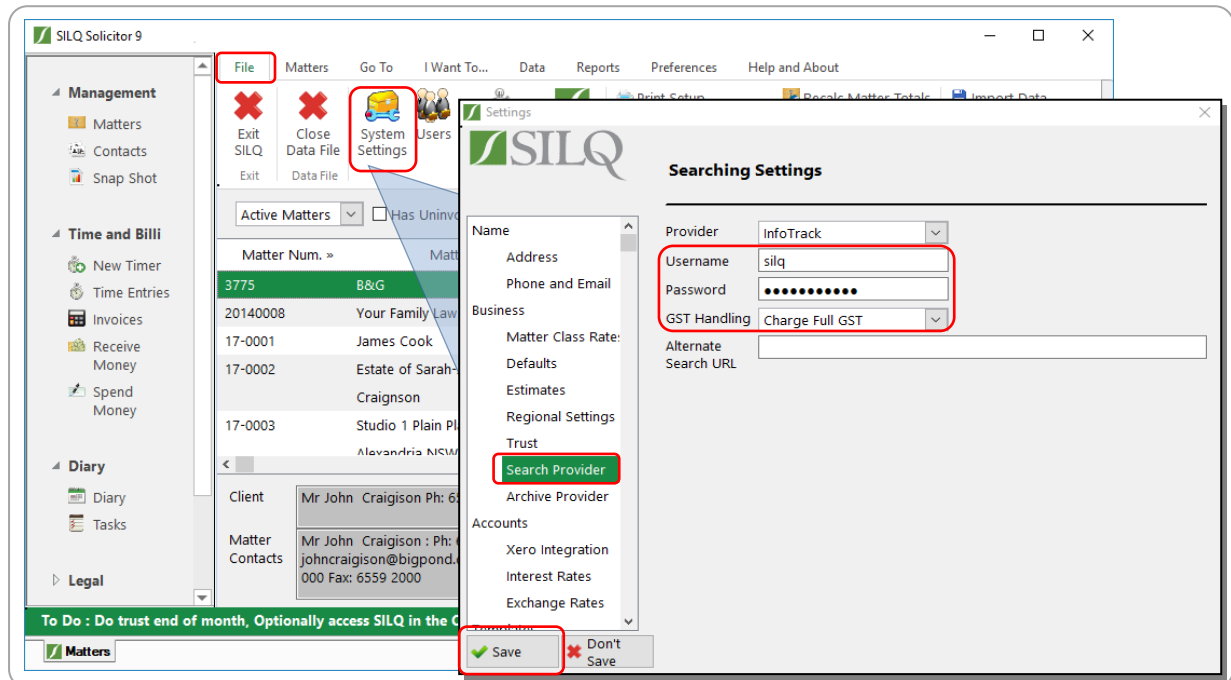 SILQ Solicitor 9
File Matters Go To I Want To... Data Reports Preferences Help and About
Exit SILQ
Close Data File
System Settings
Users
Print Setup
Recalc Matter Totals
Import Data
Exit
Data File
Management
Matters
Contacts
Snap Shot
Time and Billi
New Timer
Time Entries
Invoices
Receive
Money
Spend
Money
Diary
Diary
Tasks
Legal
Active Matters
Has Uninvo
Matter Num. » Matt
3775 B&G
20140008 Your Family Law
17-0001 James Cook
17-0002 Estate of Sarah-
Craignson
17-0003 Studio 1 Plain Pl
Alexandria NSW
Client Mr John Craigison Ph: 6
Matter
Contacts
Mr John Craigison : Ph:
johncraigison@bigpond.
000 Fax: 6559 2000
To Do : Do trust end of month, Optionally access SILQ in the C
Matters
Settings
SILQ
Searching Settings
Name
Address
Phone and Email
Business
Matter Class Rate
Defaults
Estimates
Regional Settings
Trust
Search Provider
Archive Provider
Accounts
Xero Integration
Interest Rates
Exchange Rates
Templates
Save
Don't
Save
Provider InfoTrack
Username silq
Password ●●●●●●●●●●●
GST Handling Charge Full GST
Alternate
Search URL